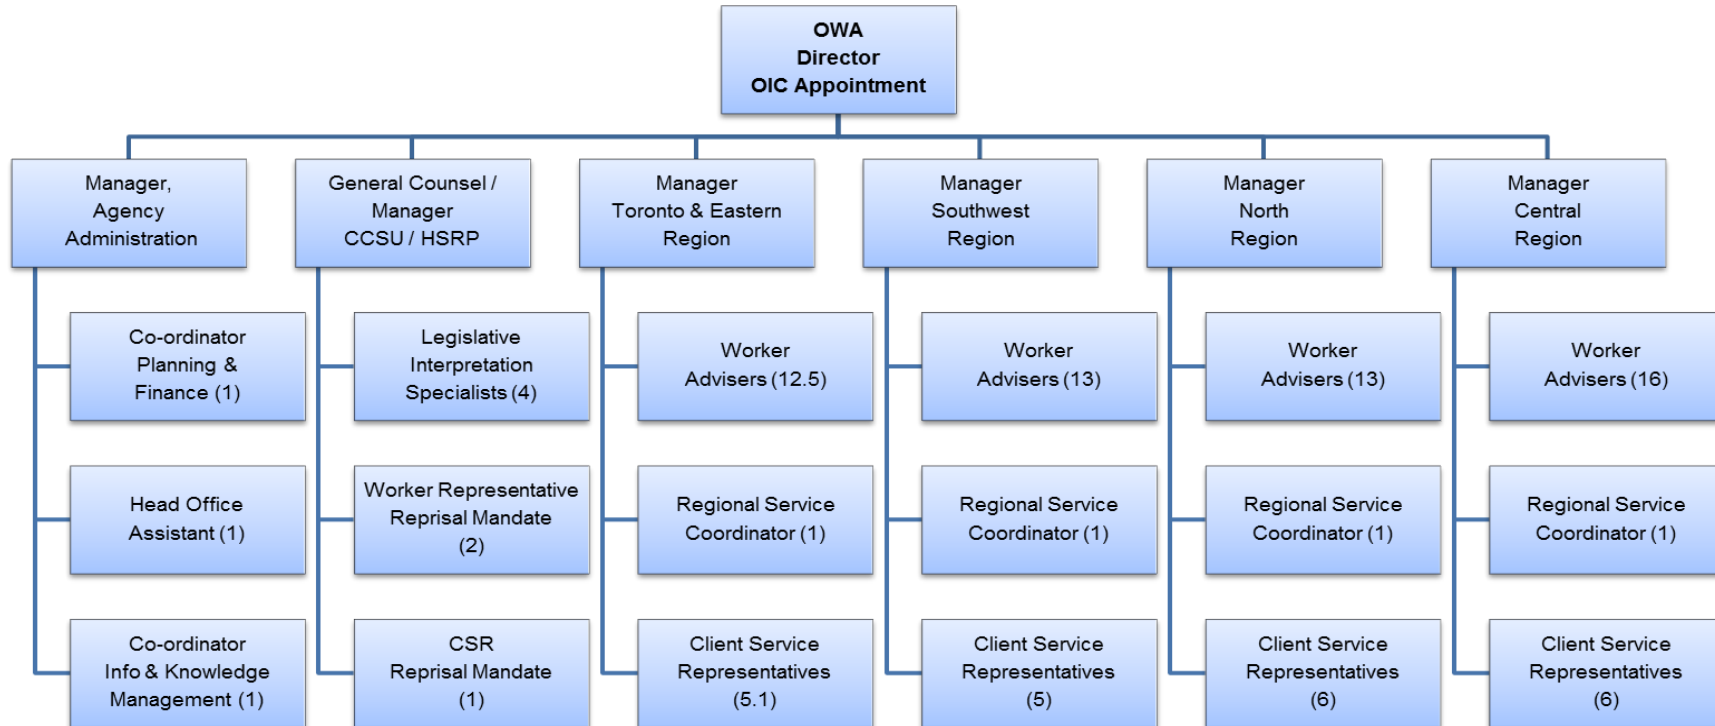 OWA
Director
OIC Appointment
Manager,
Agency
Administration
General Counsel /
Manager
CCSU / HSRP
Manager
Toronto & Eastern
Region
Manager
Southwest
Region
Manager
North
Region
Manager
Central
Region
Co-ordinator
Planning &
Finance (1)
Legislative
Interpretation
Specialists (4)
Worker
Advisers (12.5)
Worker
Advisers (13)
Worker
Advisers (13)
Worker
Advisers (16)
Head Office
Assistant (1)
Worker Representative
Reprisal Mandate
(2)
Regional Service
Coordinator (1)
Regional Service
Coordinator (1)
Regional Service
Coordinator (1)
Regional Service
Coordinator (1)
Co-ordinator
Info & Knowledge
Management (1)
CSR
Reprisal Mandate
(1)
Client Service
Representatives
(5.1)
Client Service
Representatives
(5)
Client Service
Representatives
(6)
Client Service
Representatives
(6)